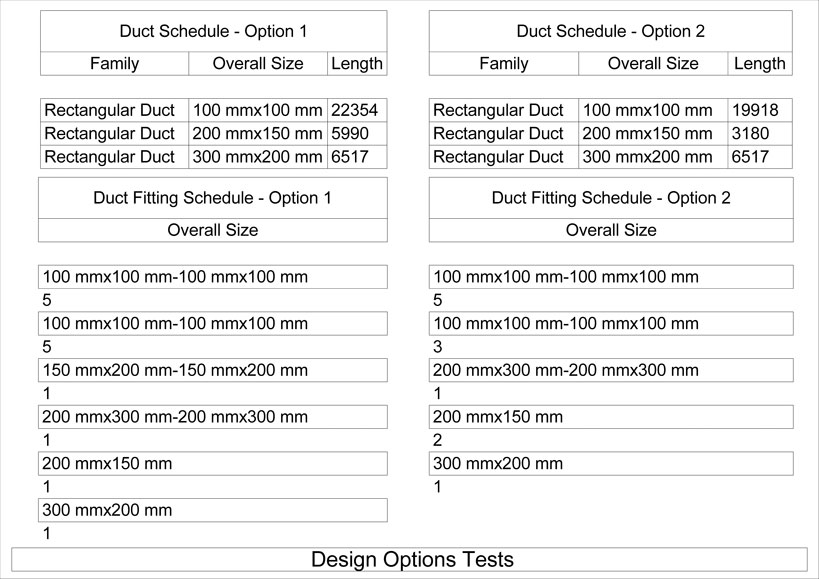 Duct Schedule - Option 1
Family Overall Size Length
Rectangular Duct 100 mmx100 mm 22354
Rectangular Duct 200 mmx150 mm 5990
Rectangular Duct 300 mmx200 mm 6517
Duct Fitting Schedule - Option 1
Overall Size
100 mmx100 mm-100 mmx100 mm
5
100 mmx100 mm-100 mmx100 mm
5
150 mmx200 mm-150 mmx200 mm
1
200 mmx300 mm-200 mmx300 mm
1
200 mmx150 mm
1
300 mmx200 mm
1
Duct Schedule - Option 2
Family Overall Size Length
Rectangular Duct 100 mmx100 mm 19918
Rectangular Duct 200 mmx150 mm 3180
Rectangular Duct 300 mmx200 mm 6517
Duct Fitting Schedule - Option 2
Overall Size
100 mmx100 mm-100 mmx100 mm
5
100 mmx100 mm-100 mmx100 mm
3
200 mmx300 mm-200 mmx300 mm
1
200 mmx150 mm
2
300 mmx200 mm
1
Design Options Tests